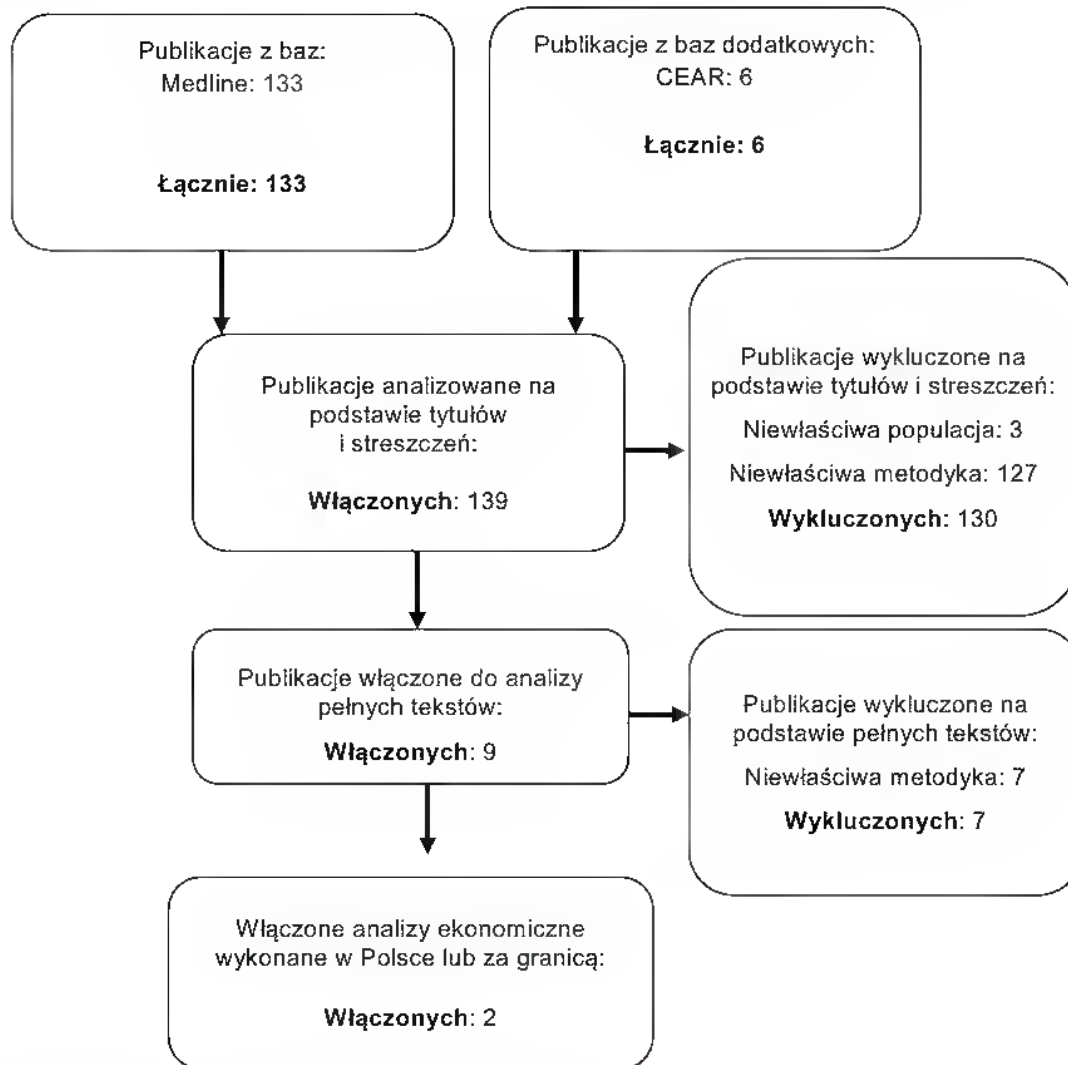 Publikacje z baz:
Medline: 133
Łącznie: 133
Publikacje z baz dodatkowych:
CEAR: 6
Łącznie: 6
Publikacje analizowane na
podstawie tytułów
i streszczeń:
Włączonych: 139
Publikacje wykluczone na
podstawie tytułów i streszczeń:
Niewłaściwa populacja: 3
Niewłaściwa metodyka: 127
Wykluczonych: 130
Publikacje włączone do analizy
pełnych tekstów:
Włączonych: 9
Publikacje wykluczone na
podstawie pełnych tekstów:
Niewłaściwa metodyka: 7
Wykluczonych: 7
Włączone analizy ekonomiczne
wykonane w Polsce lub za granicą:
Włączonych: 2